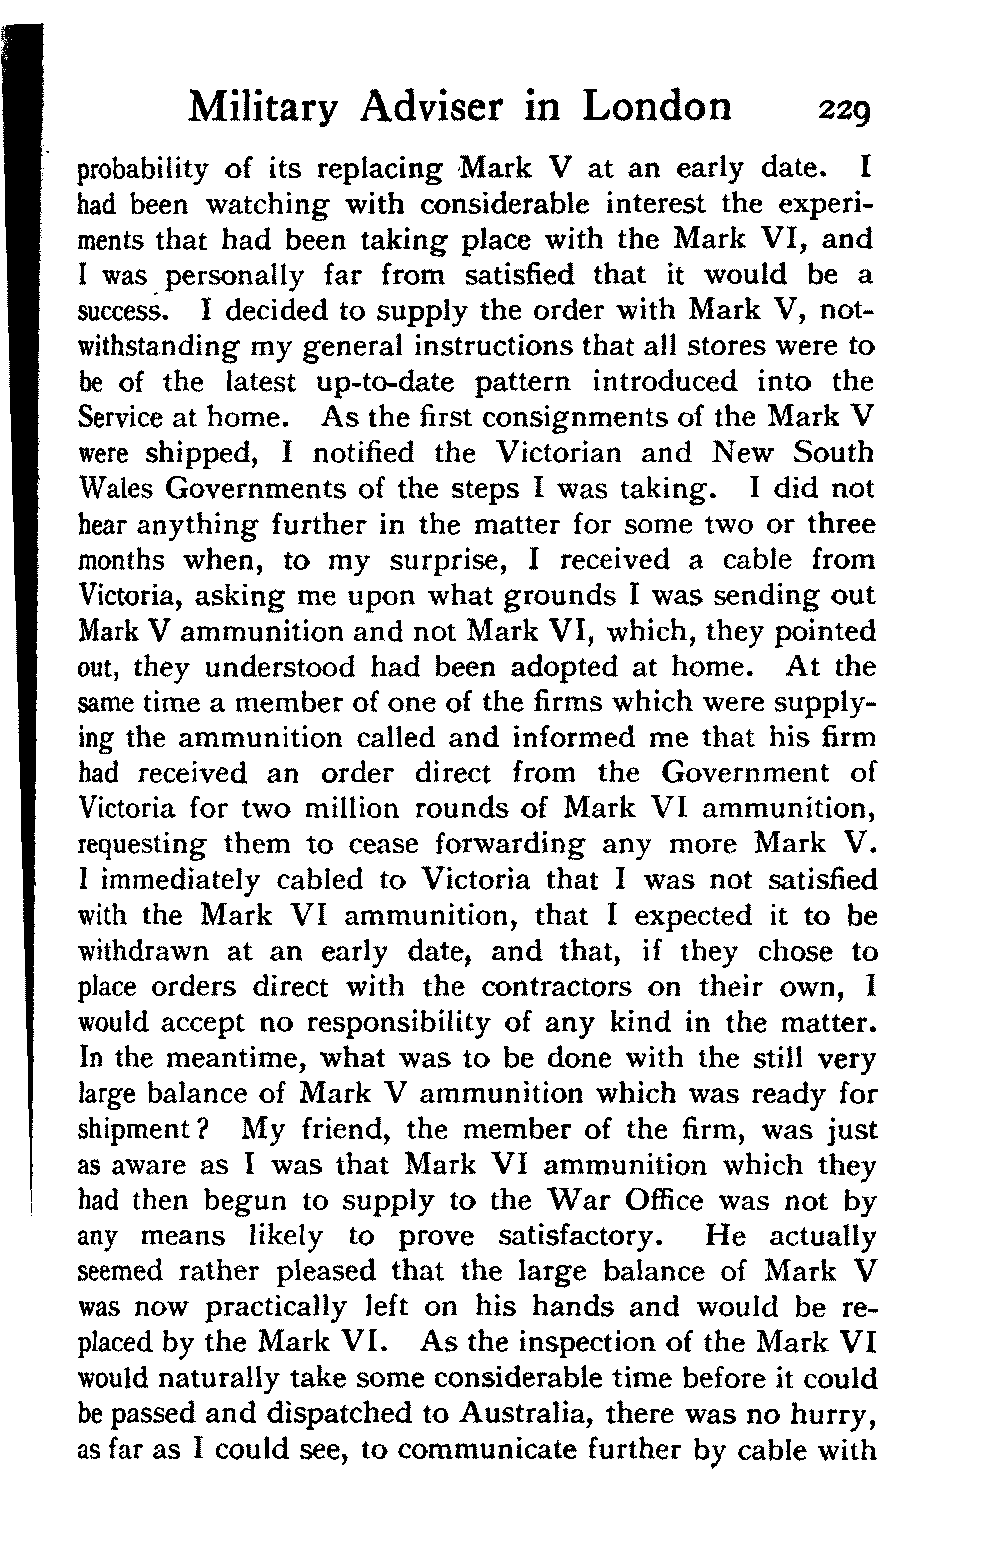 Military Adviser in London 229
probability of its replacing Mark V at an early date. I
had been watching with considerable interest the experi-
ments that had been taking place with the Mark VI, and
I was personally far from satisfied that it would be a
success. I decided to supply the order with Mark V, not-
withstanding my general instructions that all stores were to
be of the latest up-to-date pattern introduced into the
Service at home. As the first consignments of the Mark V
were shipped, I notified the Victorian and New South
Wales Governments of the steps I was taking. I did not
hear anything further in the matter for some two or three
months when, to my surprise, I received a cable from
Victoria, asking me upon what grounds I was sending out
Mark V ammunition and not Mark VI, which, they pointed
out, they understood had been adopted at home. At the
same time a member of one of the firms which were supply-
ing the ammunition called and informed me that his firm
had received an order direct from the Government of
Victoria for two million rounds of Mark VI ammunition,
requesting them to cease forwarding any more Mark V.
I immediately cabled to Victoria that I was not satisfied
with the Mark VI ammunition, that I expected it to be
withdrawn at an early date, and that, if they chose to
place orders direct with the contractors on their own, I
would accept no responsibility of any kind in the matter.
In the meantime, what was to be done with the still very
large balance of Mark V ammunition which was ready for
shipment? My friend, the member of the firm, was just
as aware as I was that Mark VI ammunition which they
had then begun to supply to the War Office was not by
any means likely to prove satisfactory. He actually
seemed rather pleased that the large balance of Mark V
was now practically left on his hands and would be re-
placed by the Mark VI. As the inspection of the Mark VI
would naturally take some considerable time before it could
be passed and dispatched to Australia, there was no hurry,
as far as I could see, to communicate further by cable with